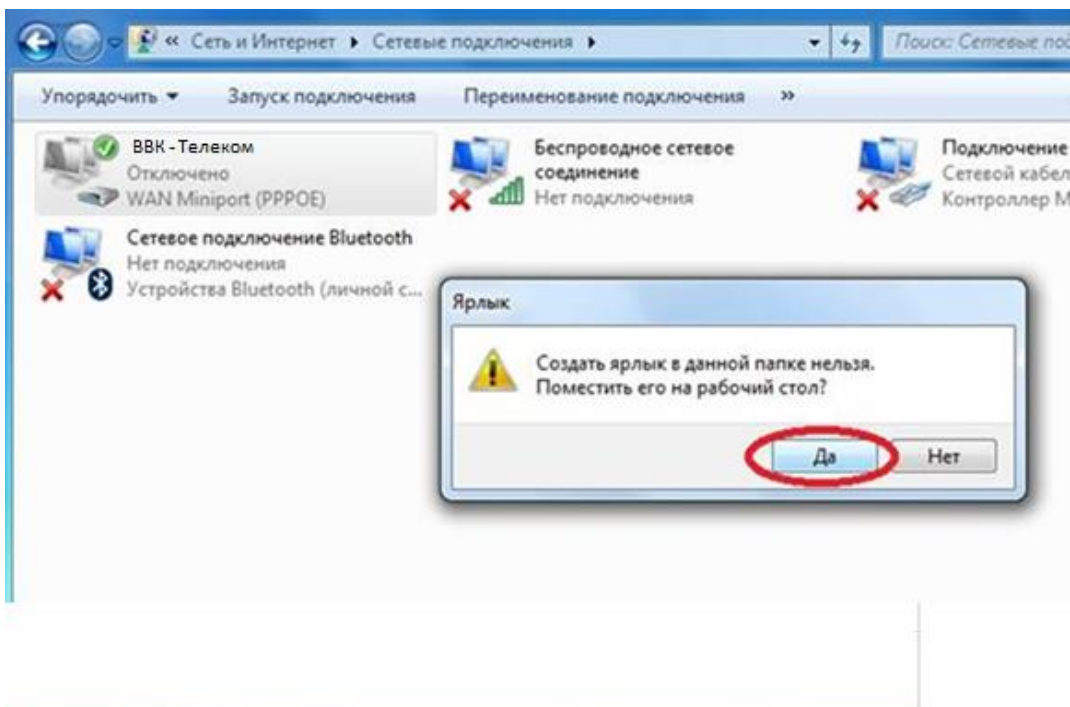 « Сеть и Интернет ▸ Сетевые подключения ▸
Поиск: Сетевые под
Упорядочить ▾ Запуск подключения Переименование подключения »
ВВК-Телеком
Отключено
WAN Miniport (PPPOE)
Беспроводное сетевое
соединение
Нет подключения
Подключение
Сетевой кабел
Контроллер М
Сетевое подключение Bluetooth
Нет подключения
Устройства Bluetooth (личной с...
Ярлык
Создать ярлык в данной папке нельзя.
Поместить его на рабочий стол?
Да
Нет